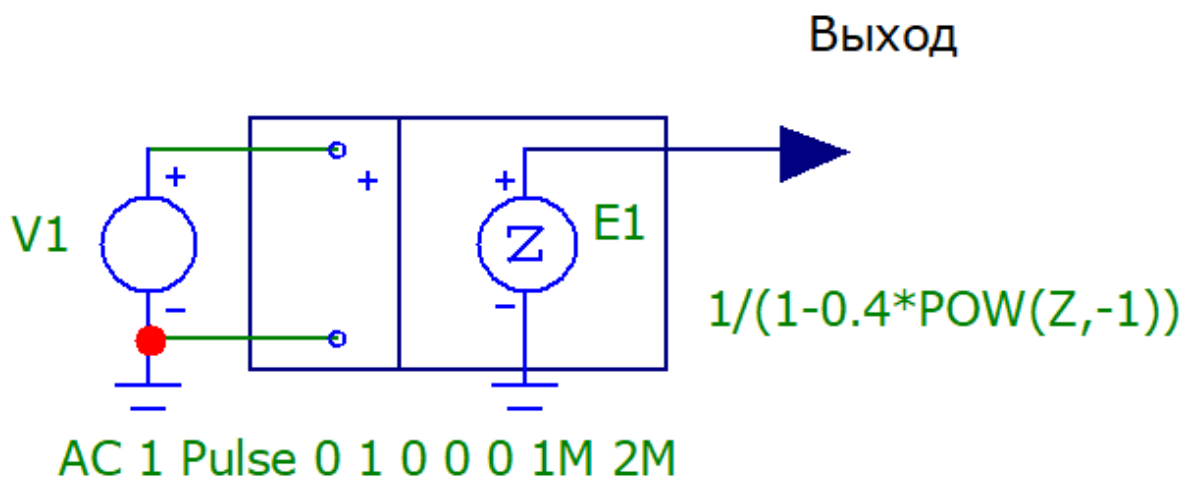 Выход
V1
+
-
+
+
-
Z
E1
1/(1-0.4*POW(Z,-1))
AC 1 Pulse 0 1 0 0 0 1M 2M